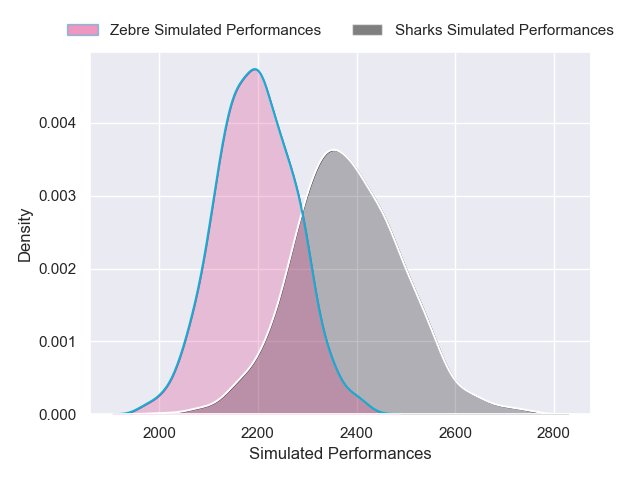 Zebre Simulated Performances Sharks Simulated Performances
0.004
0.003
0.002
0.001
0.000
Density
2000 2200 2400 2600 2800
Simulated Performances